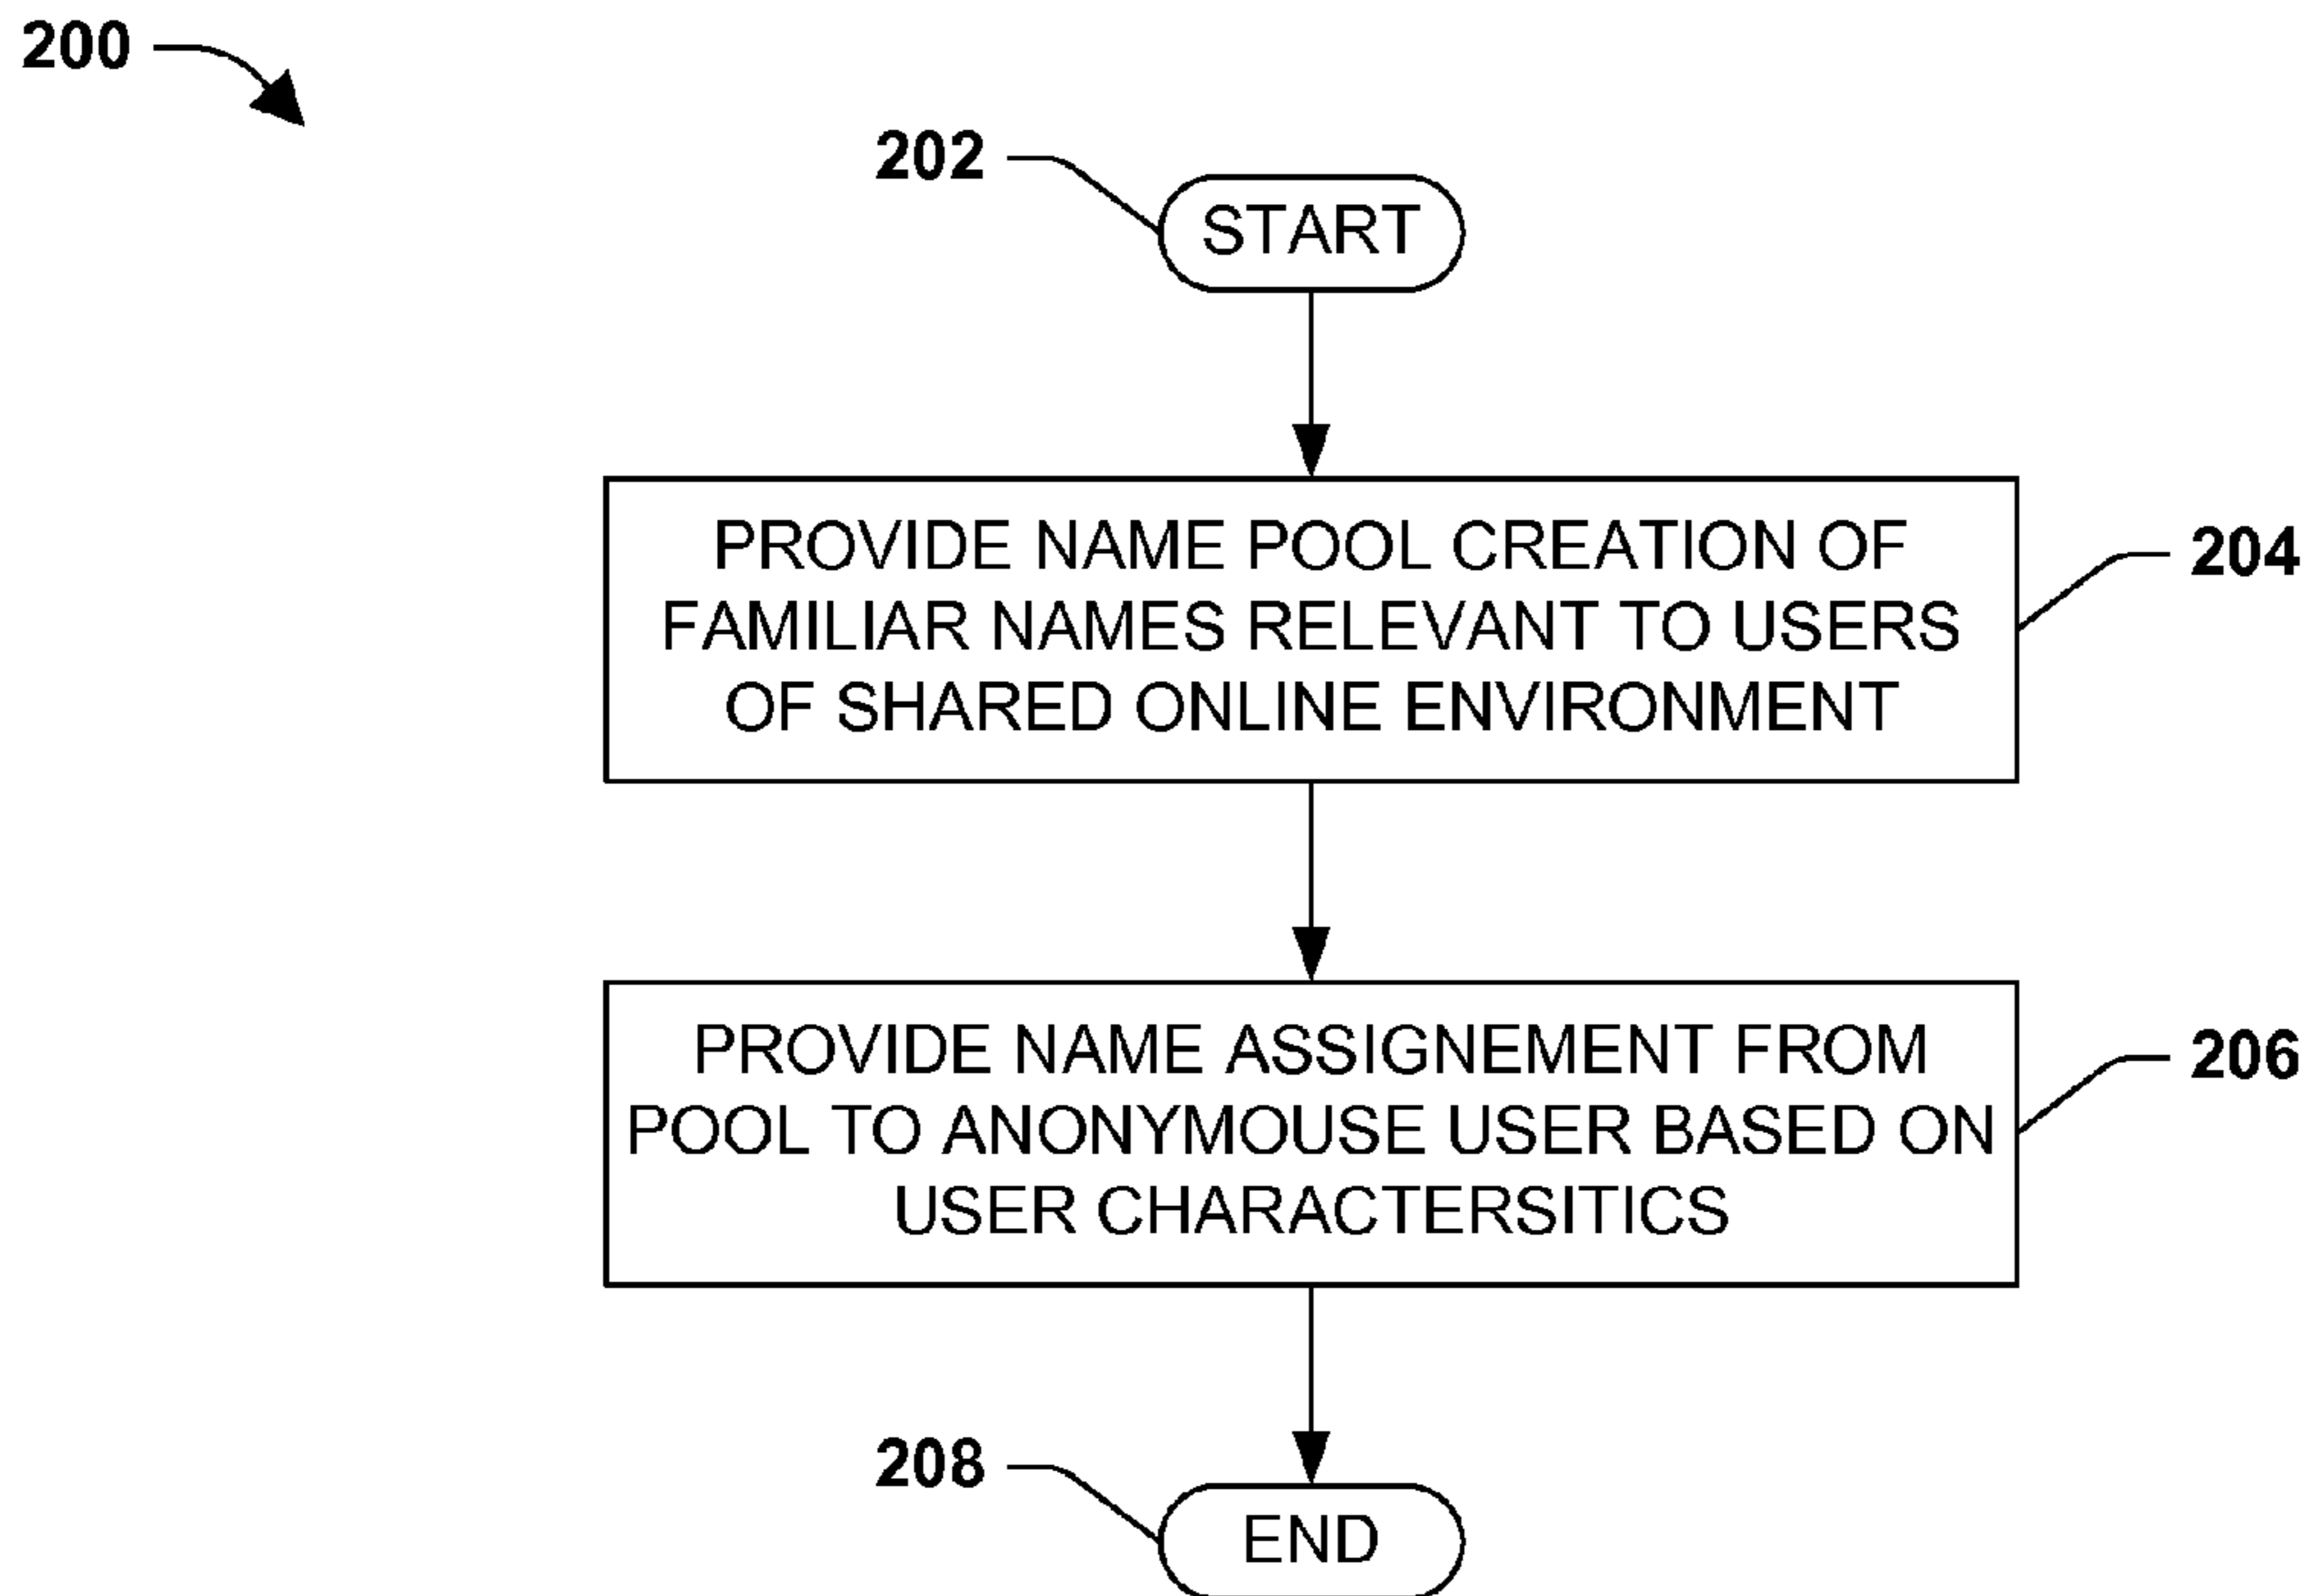 200
202
START
PROVIDE NAME POOL CREATION OF
FAMILIAR NAMES RELEVANT TO USERS
OF SHARED ONLINE ENVIRONMENT
204
PROVIDE NAME ASSIGNEMENT FROM
POOL TO ANONYMOUSE USER BASED ON
USER CHARACTERSITICS
206
208
END